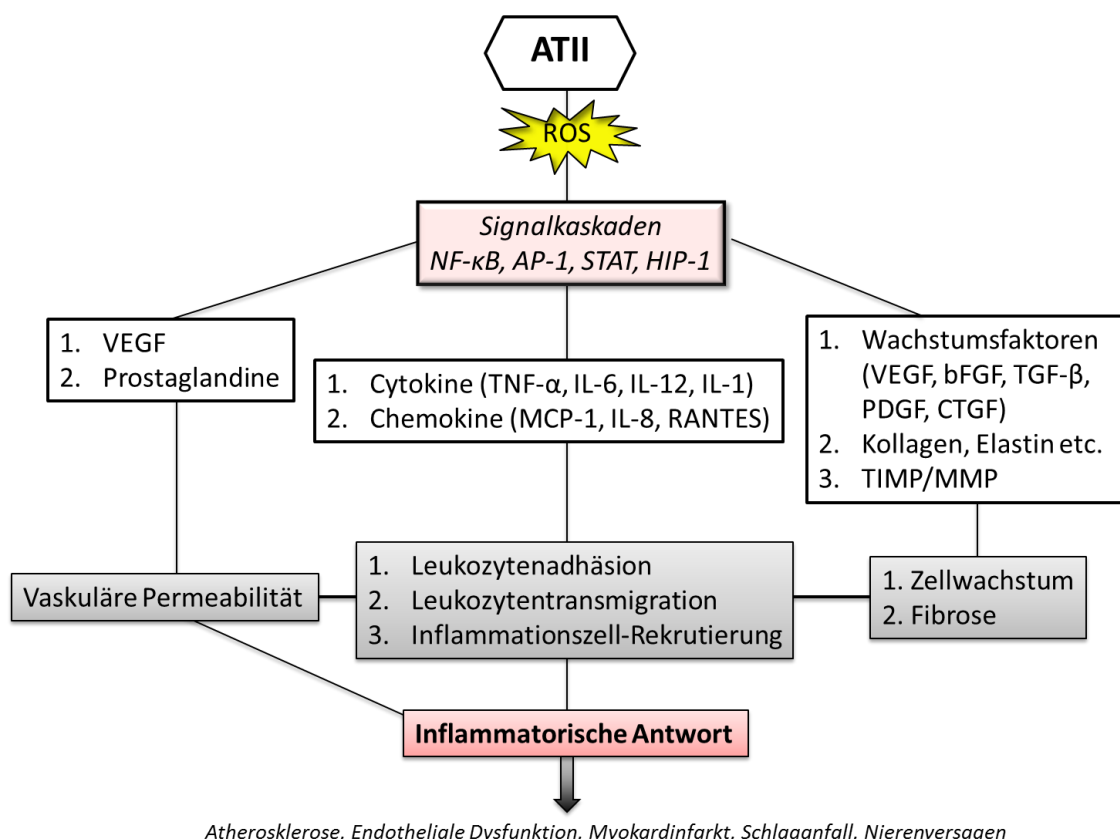 ATII
ROS
Signalkaskaden
NF-κB, AP-1, STAT, HIP-1
1. VEGF
2. Prostaglandine
1. Cytokine (TNF-α, IL-6, IL-12, IL-1)
2. Chemokine (MCP-1, IL-8, RANTES)
1. Wachstumsfaktoren
(VEGF, bFGF, TGF-β,
PDGF, CTGF)
2. Kollagen, Elastin etc.
3. TIMP/MMP
Vaskuläre Permeabilität
1. Leukozytenadhäsion
2. Leukozytentransmigration
3. Inflammationszell-Rekrutierung
1. Zellwachstum
2. Fibrose
Inflammatorische Antwort
Atherosklerose, Endotheliale Dysfunktion, Myokardinfarkt, Schlaganfall, Nierenversagen